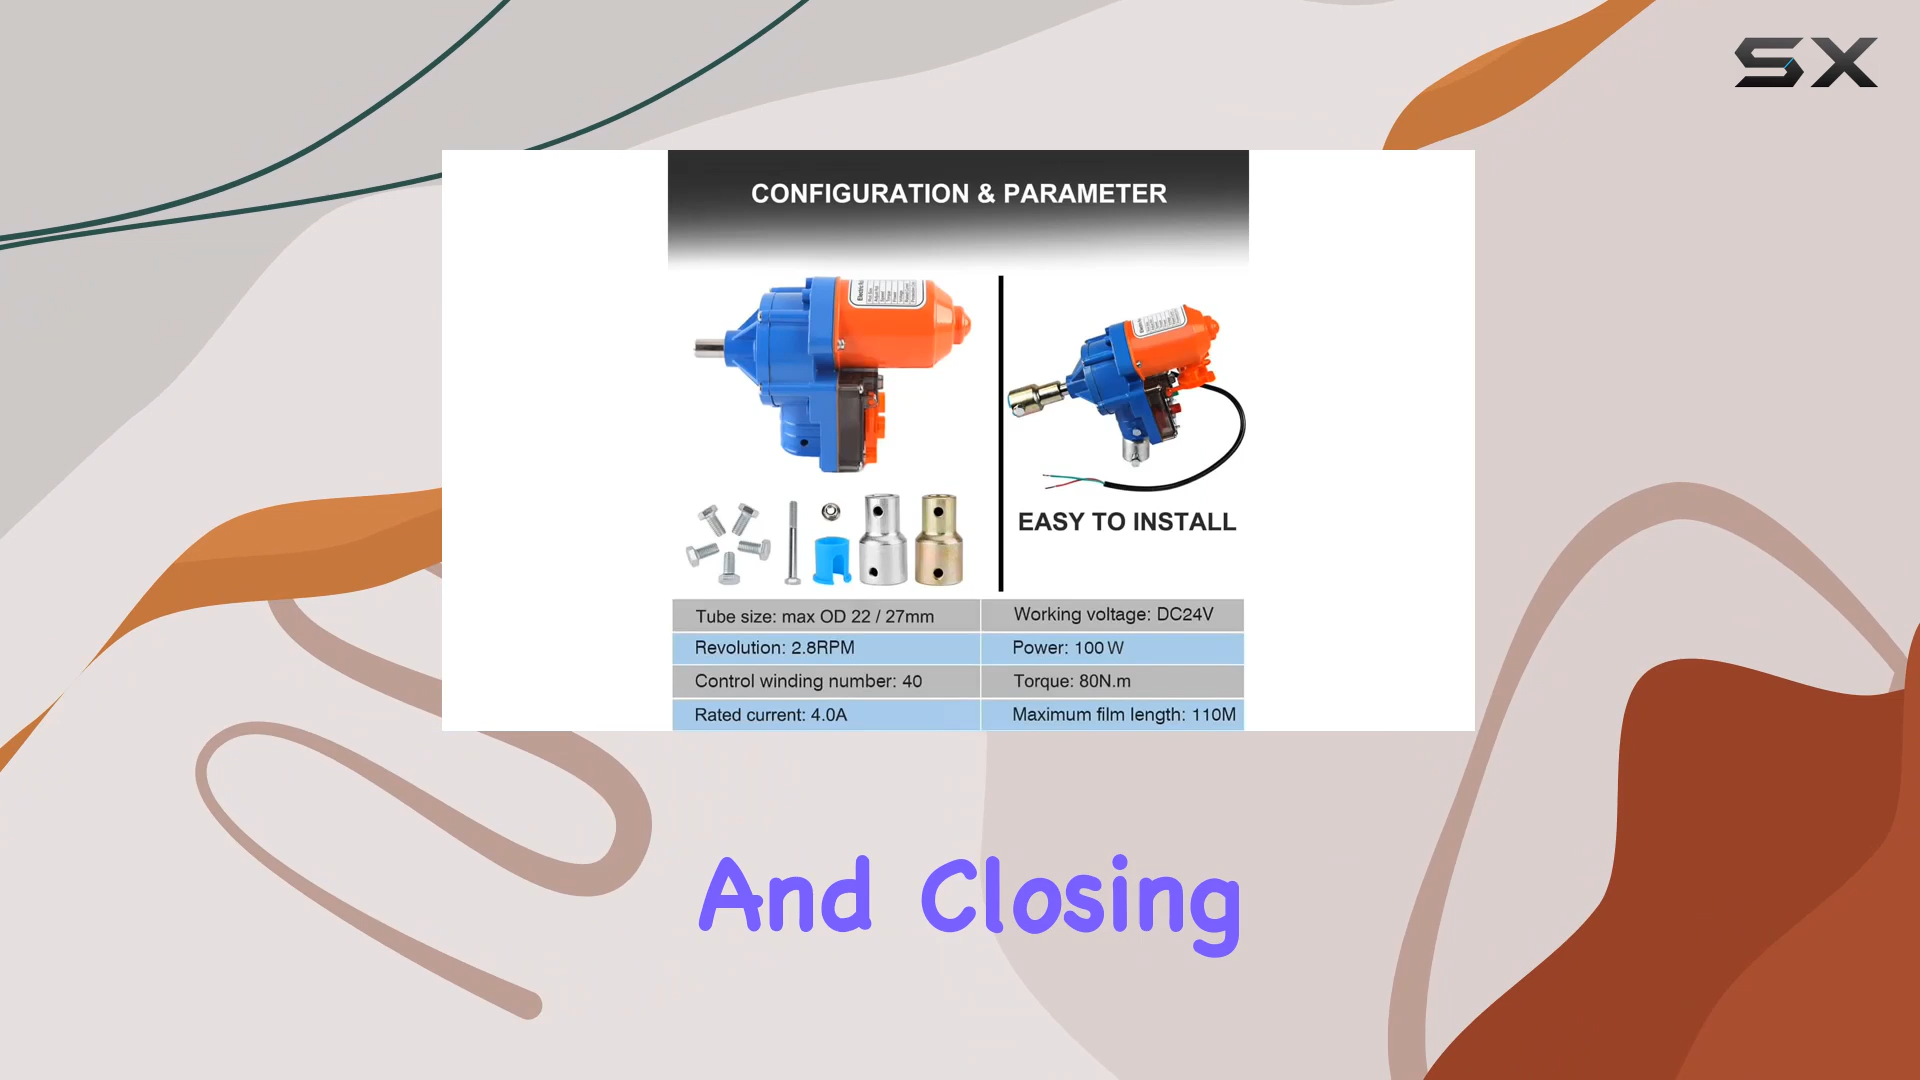 SX
CONFIGURATION & PARAMETER
EASY TO INSTALL
Tube size: max OD 22 / 27mm
Working voltage: DC24V
Revolution: 2.8RPM
Power: 100W
Control winding number: 40
Torque: 80N.m
Rated current: 4.0A
Maximum film length: 110M
And Closing